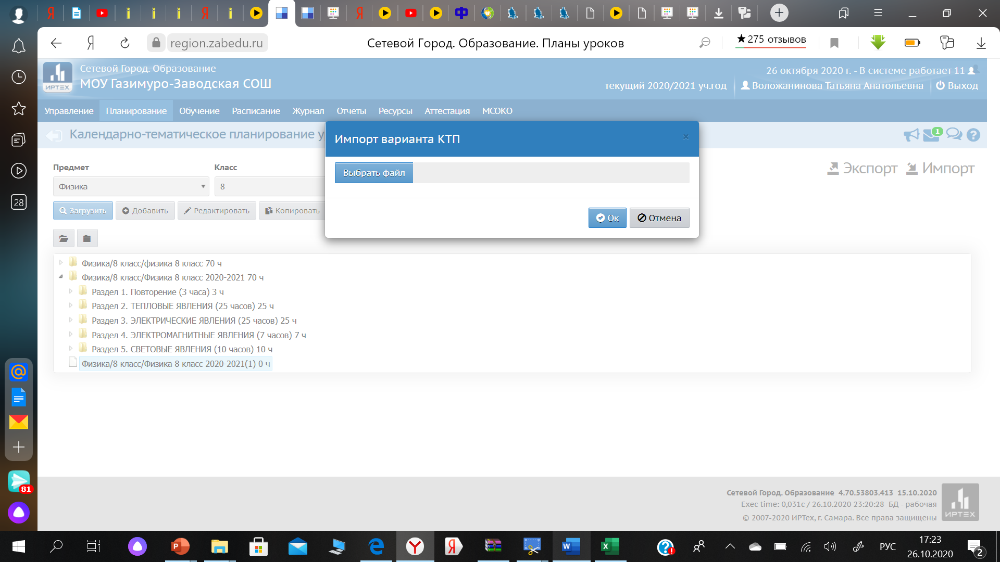 region.zabedu.ru
Сетевой Город. Образование. Планы уроков
★275 отзывов
Сетевой Город. Образование
МОУ Газимуро-Заводская СОШ
ИРТЕХ
26 октября 2020 г. - В системе работает 11
текущий 2020/2021 уч.год
Воложанинова Татьяна Анатольевна
Выход
Управление
Планирование
Обучение
Расписание
Журнал
Отчеты
Ресурсы
Аттестация
МСОКО
Календарно-тематическое планирование у
1
Импорт варианта КТП
×
Выбрать файл
Ок
Отмена
Предмет
Класс
Физика
8
Экспорт
Импорт
Загрузить
Добавить
Редактировать
Копировать
Физика/8 класс/физика 8 класс 70 ч
Физика/8 класс/Физика 8 класс 2020-2021 70 ч
Раздел 1. Повторение (3 часа) 3 ч
Раздел 2. ТЕПЛОВЫЕ ЯВЛЕНИЯ (25 часов) 25 ч
Раздел 3. ЭЛЕКТРИЧЕСКИЕ ЯВЛЕНИЯ (25 часов) 25 ч
Раздел 4. ЭЛЕКТРОМАГНИТНЫЕ ЯВЛЕНИЯ (7 часов) 7 ч
Раздел 5. СВЕТОВЫЕ ЯВЛЕНИЯ (10 часов) 10 ч
Физика/8 класс/Физика 8 класс 2020-2021(1) 0 ч
28
81
Сетевой Город. Образование 4.70.53803.413 15.10.2020
Exec time: 0,031с / 26.10.2020 23:20:28 БД - рабочая
© 2007-2020 ИРТех, г. Самара. Все права защищены
ИРТЕХ
РУС
17:23
26.10.2020
2